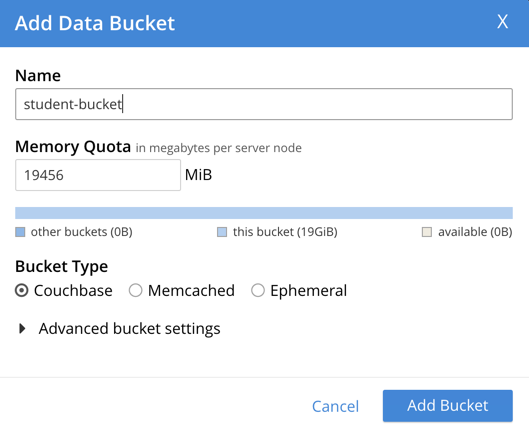 Add Data Bucket X
Name
student-bucket
Memory Quota in megabytes per server node
19456 MiB
other buckets (0B) this bucket (19GiB) available (0B)
Bucket Type
Couchbase Memcached Ephemeral
Advanced bucket settings
Cancel Add Bucket